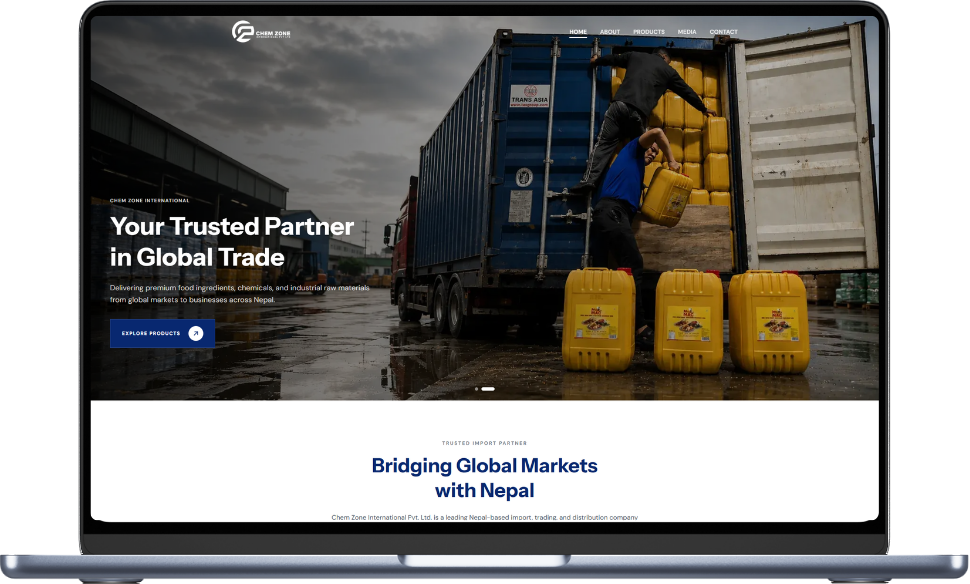 CHEM ZONE
HOME ABOUT PRODUCTS MEDIA CONTACT
TRANS ASIA
CHEM ZONE INTERNATIONAL
Your Trusted Partner
in Global Trade
Delivering premium food ingredients, chemicals, and industrial raw materials
from global markets to businesses across Nepal.
EXPLORE PRODUCTS
TRUSTED IMPORT PARTNER
Bridging Global Markets
with Nepal
Chem Zone International Pvt. Ltd. is a leading Nepal-based import, trading, and distribution company